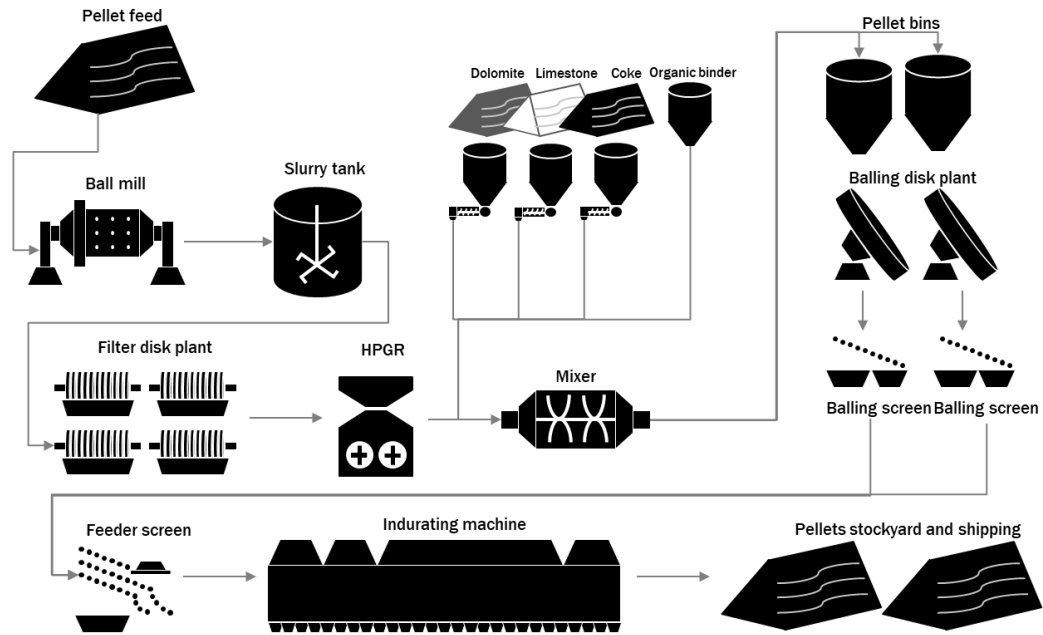 Pellet feed
Pellet bins
Dolomite
Limestone
Coke
Organic binder
Ball mill
Slurry tank
Balling disk plant
Filter disk plant
HPGR
Mixer
Balling screen
Balling screen
Feeder screen
Indurating machine
Pellets stockyard and shipping